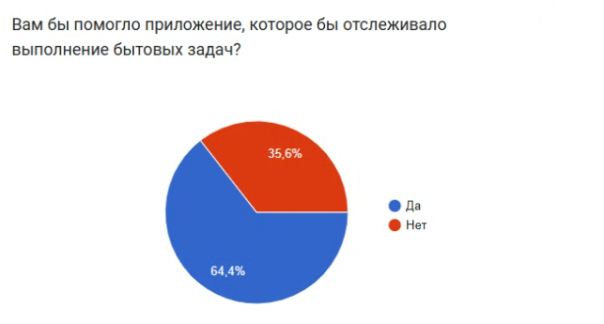 Вам бы помогло приложение, которое бы отслеживало
выполнение бытовых задач?
35,6%
64,4%
Да
Нет